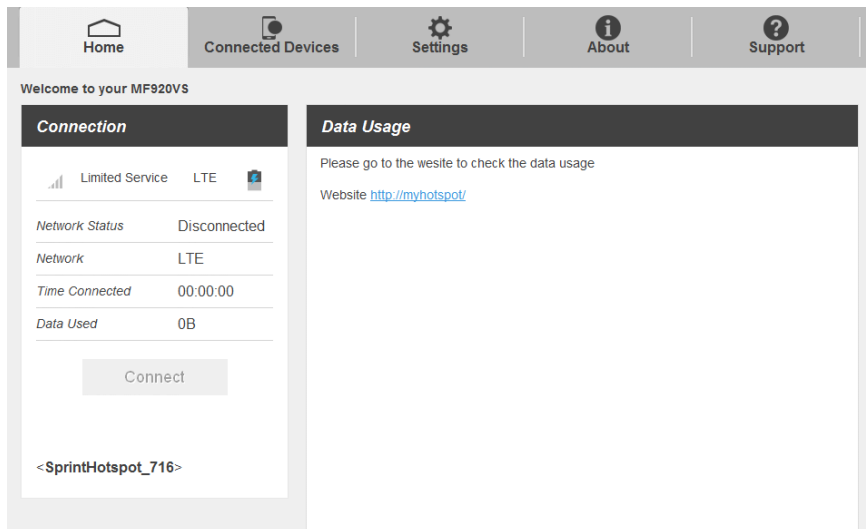 Home
Connected Devices
Settings
About
Support
Welcome to your MF920VS
Connection
Limited Service LTE
Network Status Disconnected
Network LTE
Time Connected 00:00:00
Data Used 0B
Connect
<SprintHotspot_716>
Data Usage
Please go to the wesite to check the data usage
Website http://myhotspot/